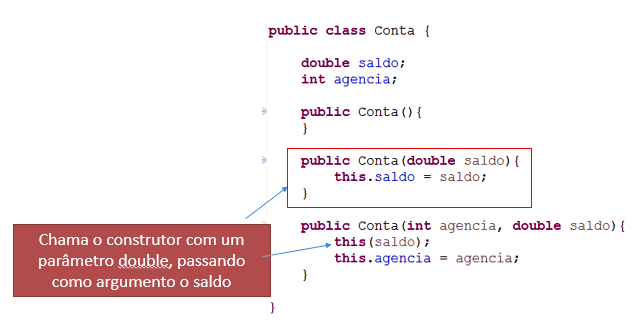 public class Conta {
double saldo;
int agencia;
public Conta(){
}
public Conta(double saldo){
this.saldo = saldo;
}
public Conta(int agencia, double saldo){
this(saldo);
this.agencia = agencia;
}
}
Chama o construtor com um
parâmetro double, passando
como argumento o saldo